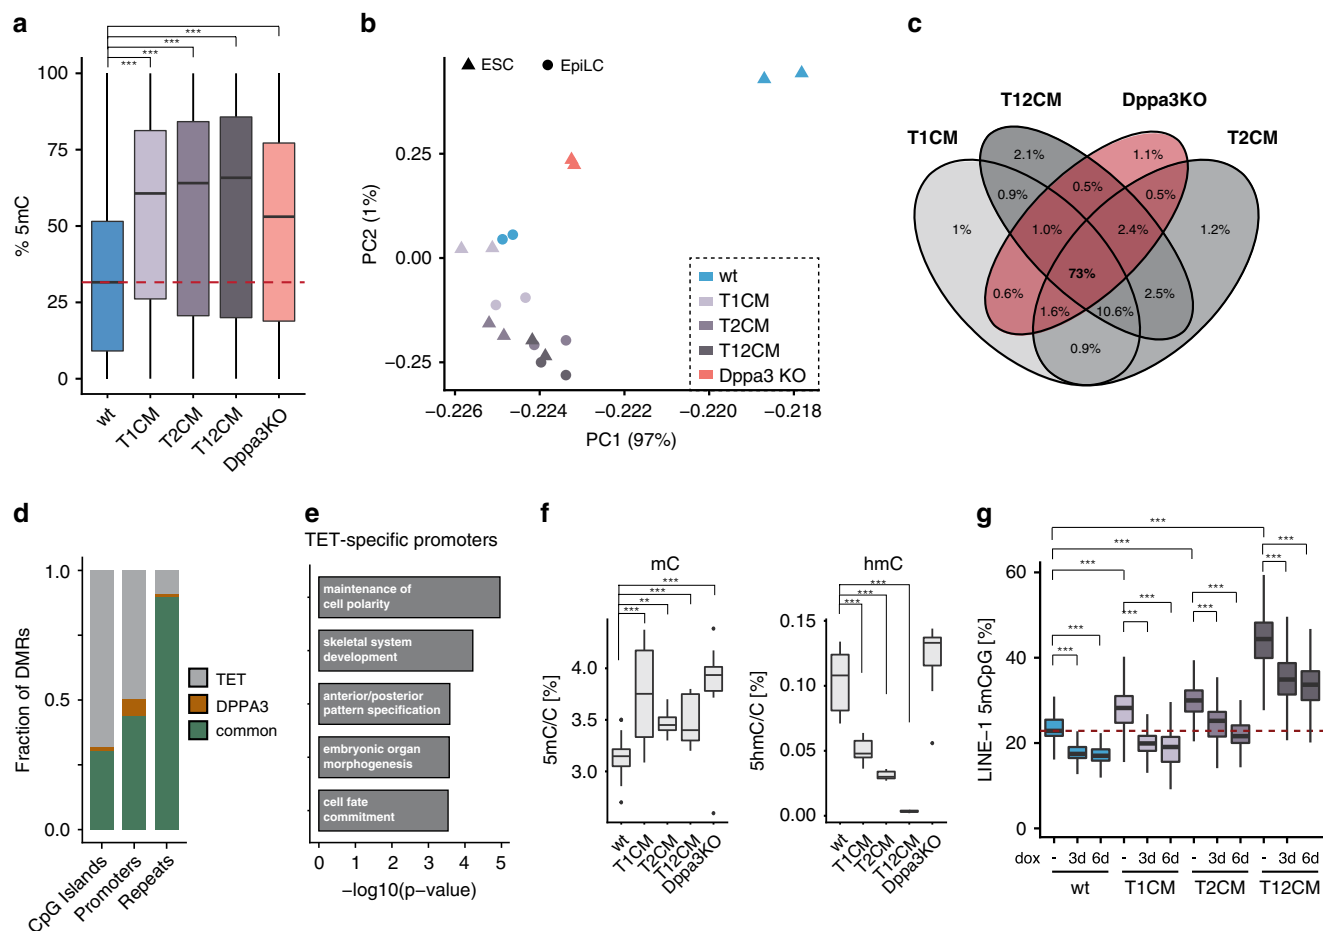 a
***
***
***
***
100
75
50
25
0
% 5mC
wt
T1CM
T2CM
T12CM
Dppa3KO
b
ESC
EpiLC
0.25
0.00
−0.25
PC2 (1%)
−0.226
−0.224
−0.222
−0.220
−0.218
PC1 (97%)
wt
T1CM
T2CM
T12CM
Dppa3 KO
c
T12CM
Dppa3KO
T1CM
T2CM
2.1%
1.1%
0.9%
0.5%
0.5%
1%
1.0%
2.4%
1.2%
73%
0.6%
2.5%
1.6%
10.6%
0.9%
d
1.0
0.5
0.0
Fraction of DMRs
CpG Islands
Promoters
Repeats
TET
DPPA3
common
e
TET-specific promoters
maintenance of
cell polarity
skeletal system
development
anterior/posterior
pattern specification
embryonic organ
morphogenesis
cell fate
commitment
0 1 2 3 4 5
−log10(p−value)
f
mC
***
***
**
***
4.0
3.5
3.0
5mC/C [%]
wt
T1CM
T2CM
T12CM
Dppa3KO
hmC
***
***
***
0.15
0.10
0.05
0.00
5hmC/C [%]
wt
T1CM
T2CM
T12CM
Dppa3KO
g
***
***
***
***
***
***
***
***
***
***
***
60
40
20
0
LINE−1 5mCpG [%]
dox - 3d 6d - 3d 6d - 3d 6d - 3d 6d
wt T1CM T2CM T12CM